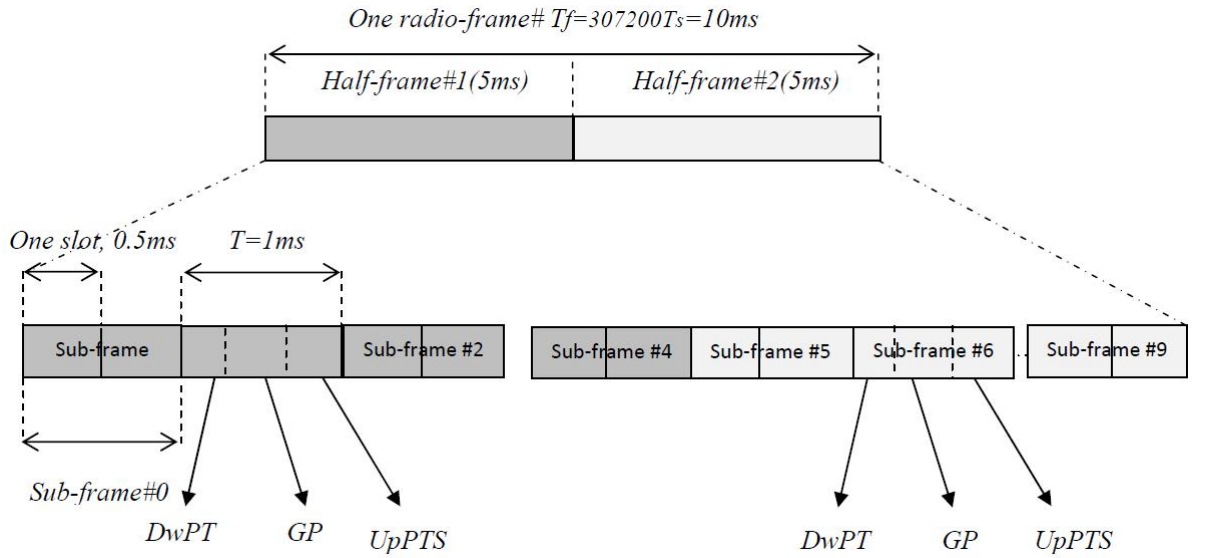 One radio-frame# Tf=307200Ts=10ms
Half-frame#1(5ms)
Half-frame#2(5ms)
One slot, 0.5ms
T=1ms
Sub-frame
Sub-frame #2
Sub-frame #4
Sub-frame #5
Sub-frame #6
Sub-frame #9
Sub-frame#0
DwPT
GP
UpPTS
DwPT
GP
UpPTS